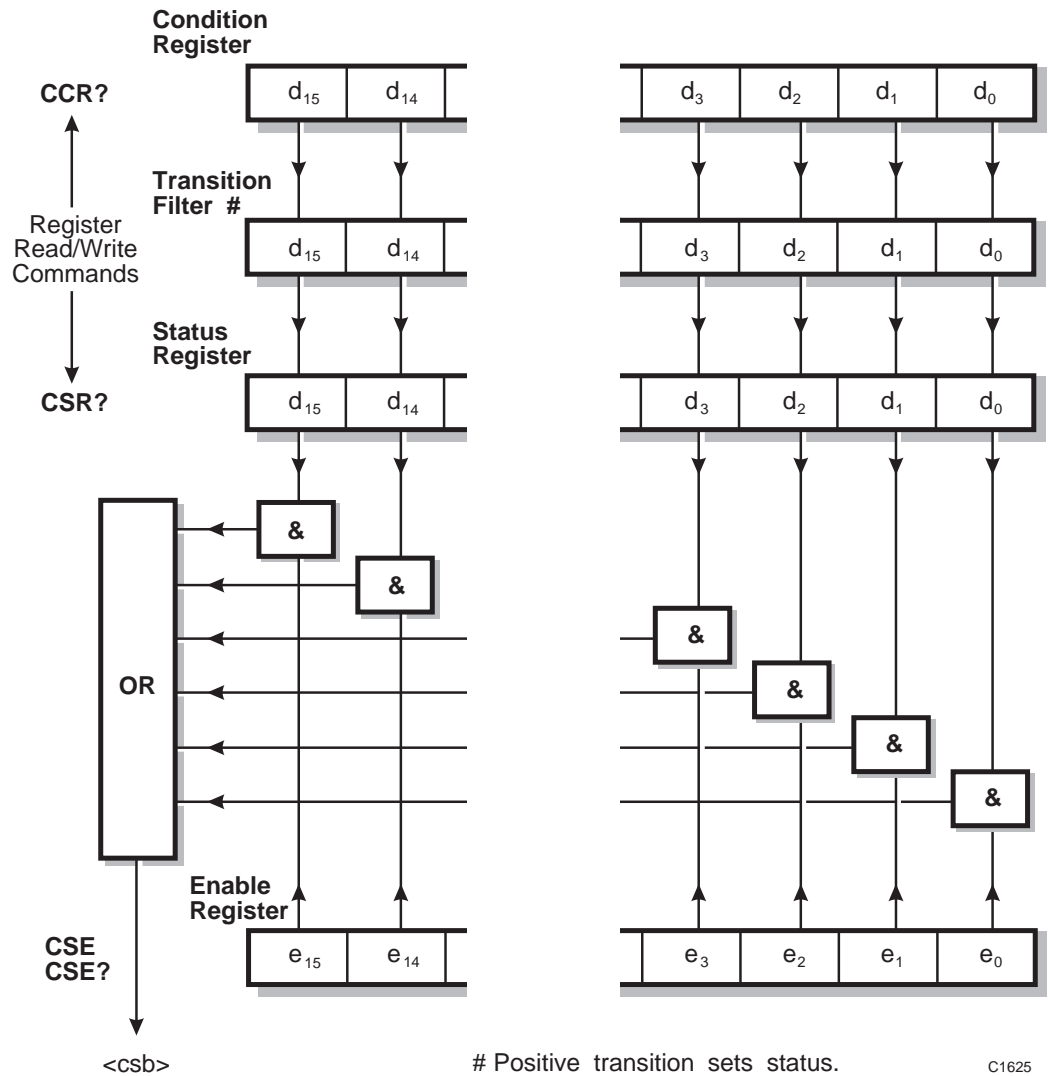 Condition
Register
CCR?
d15 d14 d3 d2 d1 d0
Transition
Filter #
Register
Read/Write
Commands
d15 d14 d3 d2 d1 d0
Status
Register
CSR?
d15 d14 d3 d2 d1 d0
&
&
&
OR
&
&
&
Enable
Register
CSE
CSE?
e15 e14 e3 e2 e1 e0
<csb>
# Positive transition sets status.
C1625